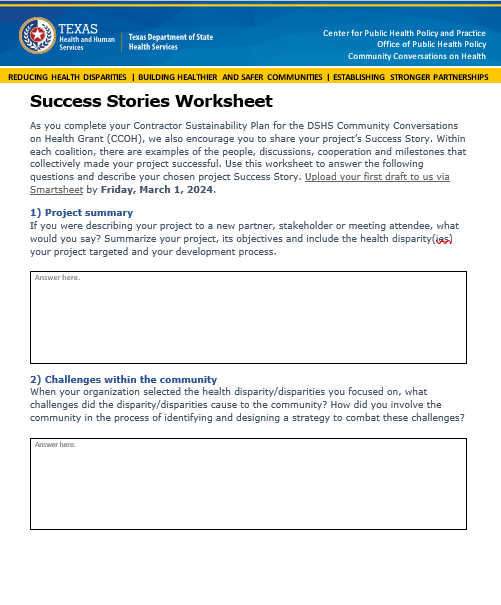 TEXAS
Health and Human
Services
Texas Department of State
Health Services
Center for Public Health Policy and Practice
Office of Public Health Policy
Community Conversations on Health
REDUCING HEALTH DISPARITIES | BUILDING HEALTHIER AND SAFER COMMUNITIES | ESTABLISHING STRONGER PARTNERSHIPS
Success Stories Worksheet
As you complete your Contractor Sustainability Plan for the DSHS Community Conversations
on Health Grant (CCOH), we also encourage you to share your project's Success Story. Within
each coalition, there are examples of the people, discussions, cooperation and milestones that
collectively made your project successful. Use this worksheet to answer the following
questions and describe your chosen project Success Story. Upload your first draft to us via
Smartsheet by Friday, March 1, 2024.
1) Project summary
If you were describing your project to a new partner, stakeholder or meeting attendee, what
would you say? Summarize your project, its objectives and include the health disparity(ies)
your project targeted and your development process.
Answer here.
2) Challenges within the community
When your organization selected the health disparity/disparities you focused on, what
challenges did the disparity/disparities cause to the community? How did you involve the
community in the process of identifying and designing a strategy to combat these challenges?
Answer here.